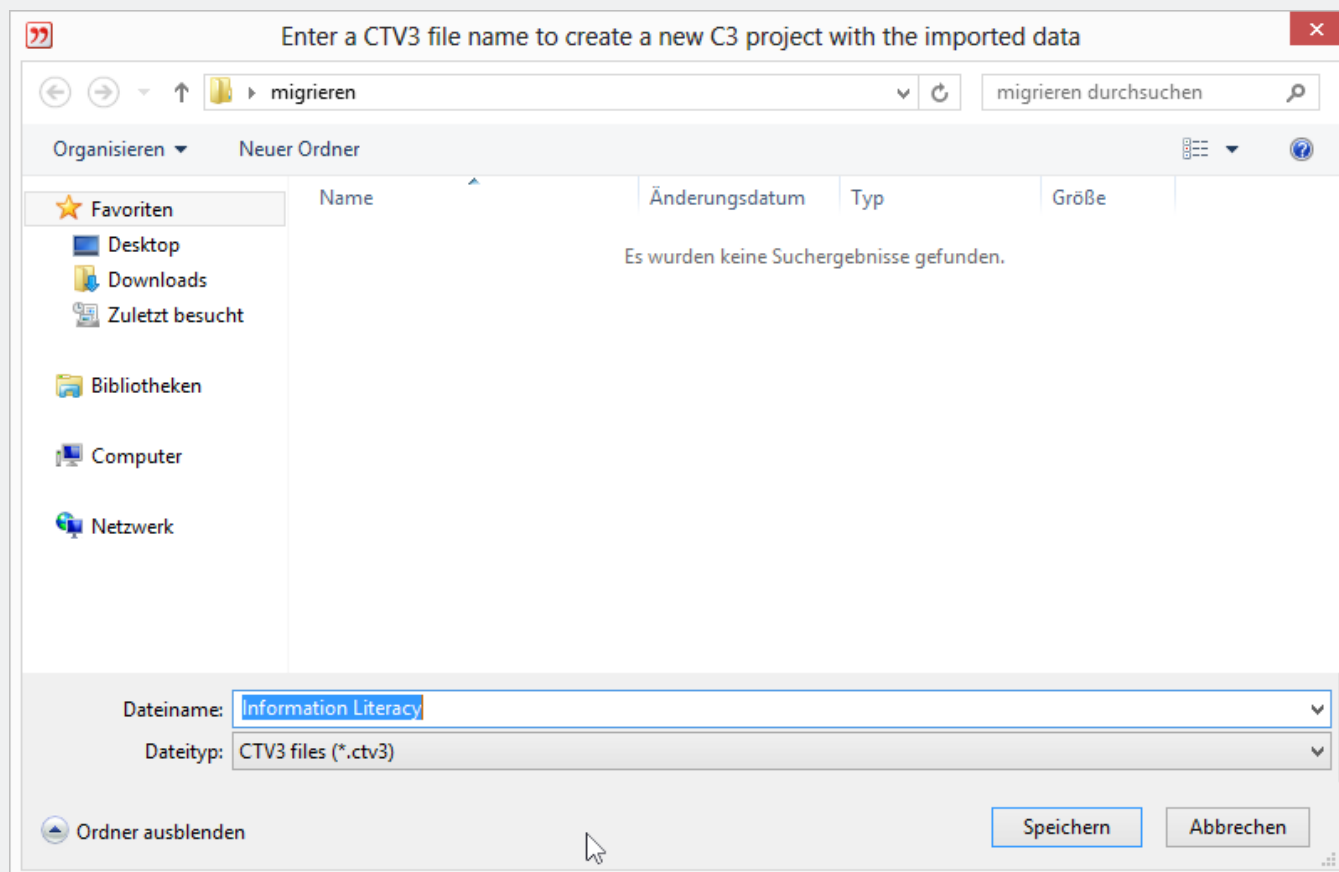 Enter a CTV3 file name to create a new C3 project with the imported data
migrieren
migrieren durchsuchen
Organisieren
Neuer Ordner
Name
Änderungsdatum
Typ
Größe
Favoriten
Es wurden keine Suchergebnisse gefunden.
Desktop
Downloads
Zuletzt besucht
Bibliotheken
Computer
Netzwerk
Dateiname: Information Literacy
Dateityp: CTV3 files (*.ctv3)
Ordner ausblenden
Speichern
Abbrechen